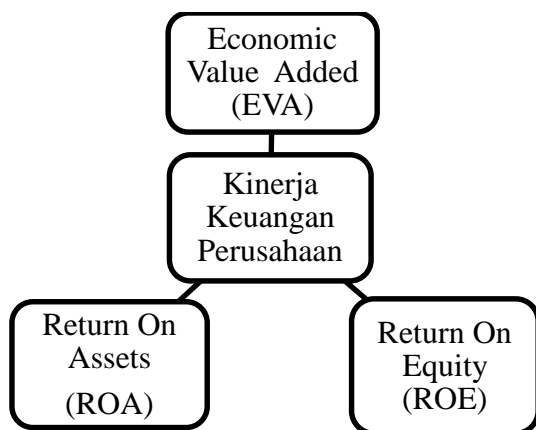 Economic
Value Added
(EVA)
Kinerja
Keuangan
Perusahaan
Return On
Assets
(ROA)
Return On
Equity
(ROE)